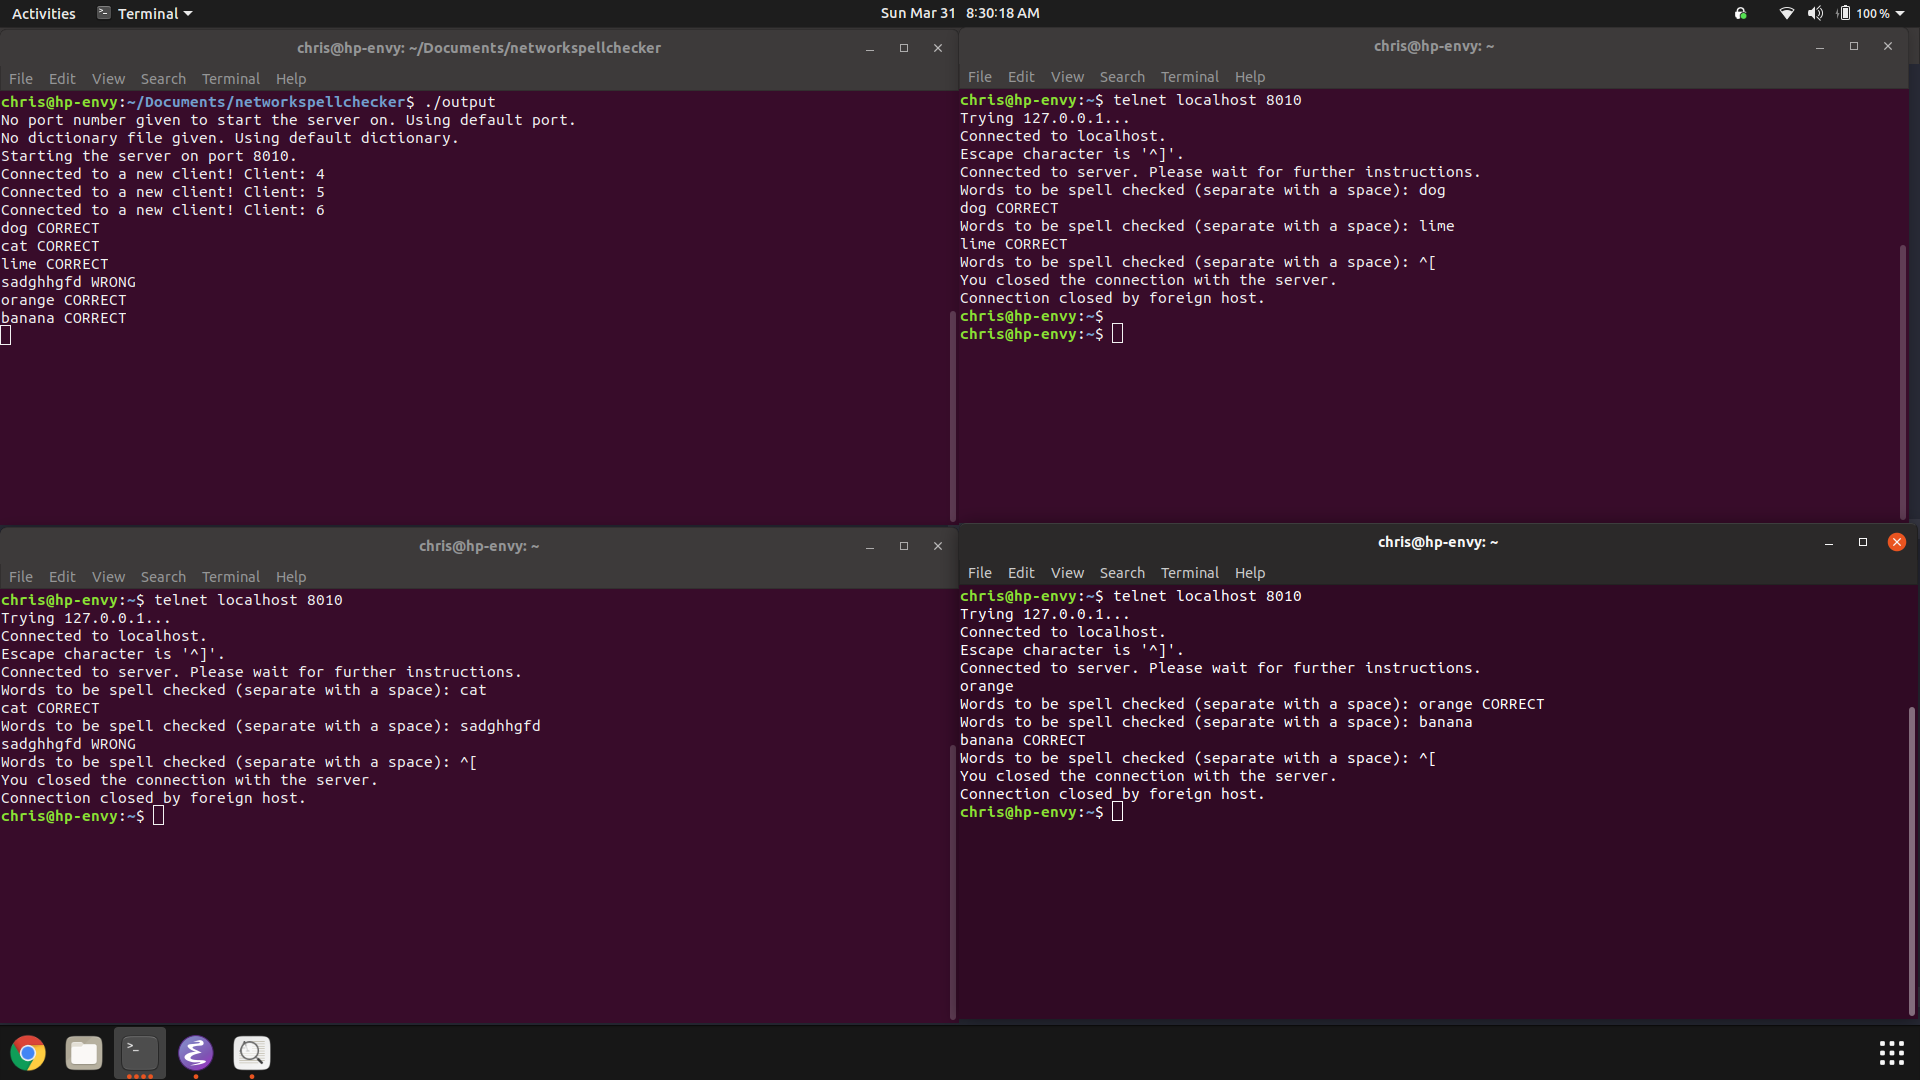 Activities
Terminal
Sun Mar 31 8:30:18 AM
100 %
chris@hp-envy: ~/Documents/networkspellchecker
File Edit View Search Terminal Help
chris@hp-envy:~/Documents/networkspellchecker$ ./output
No port number given to start the server on. Using default port.
No dictionary file given. Using default dictionary.
Starting the server on port 8010.
Connected to a new client! Client: 4
Connected to a new client! Client: 5
Connected to a new client! Client: 6
dog CORRECT
cat CORRECT
lime CORRECT
sadghhgfd WRONG
orange CORRECT
banana CORRECT
chris@hp-envy: ~
File Edit View Search Terminal Help
chris@hp-envy:~$ telnet localhost 8010
Trying 127.0.0.1...
Connected to localhost.
Escape character is '^]'.
Connected to server. Please wait for further instructions.
Words to be spell checked (separate with a space): dog
dog CORRECT
Words to be spell checked (separate with a space): lime
lime CORRECT
Words to be spell checked (separate with a space): ^[
You closed the connection with the server.
Connection closed by foreign host.
chris@hp-envy:~$
chris@hp-envy:~$
chris@hp-envy: ~
File Edit View Search Terminal Help
chris@hp-envy:~$ telnet localhost 8010
Trying 127.0.0.1...
Connected to localhost.
Escape character is '^]'.
Connected to server. Please wait for further instructions.
Words to be spell checked (separate with a space): cat
cat CORRECT
Words to be spell checked (separate with a space): sadghhgfd
sadghhgfd WRONG
Words to be spell checked (separate with a space): ^[
You closed the connection with the server.
Connection closed by foreign host.
chris@hp-envy:~$
chris@hp-envy: ~
File Edit View Search Terminal Help
chris@hp-envy:~$ telnet localhost 8010
Trying 127.0.0.1...
Connected to localhost.
Escape character is '^]'.
Connected to server. Please wait for further instructions.
orange
Words to be spell checked (separate with a space): orange CORRECT
Words to be spell checked (separate with a space): banana
banana CORRECT
Words to be spell checked (separate with a space): ^[
You closed the connection with the server.
Connection closed by foreign host.
chris@hp-envy:~$